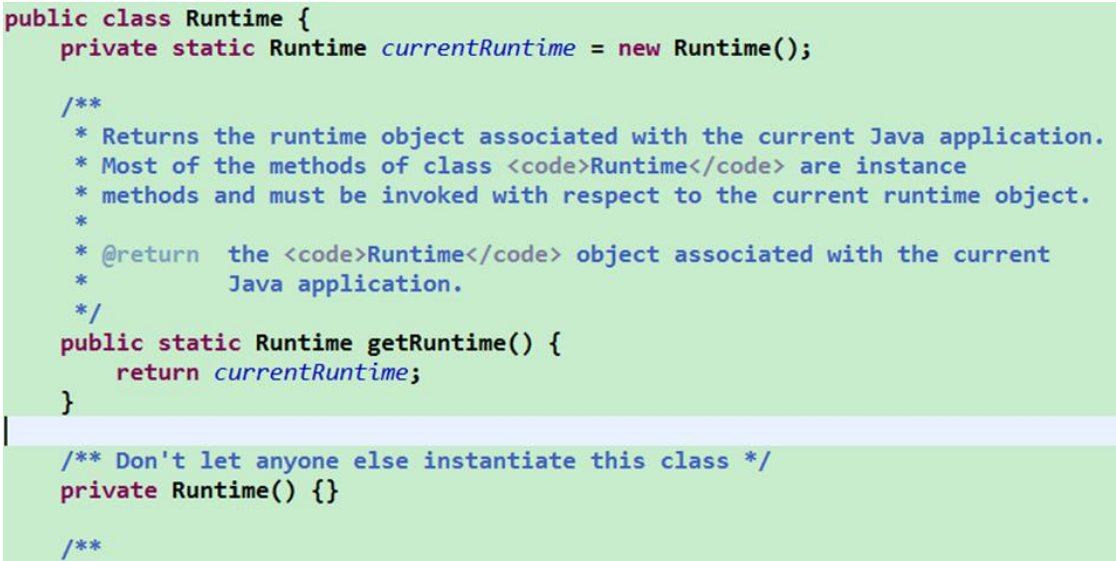 public class Runtime {
    private static Runtime currentRuntime = new Runtime();
    /**
     * Returns the runtime object associated with the current Java application.
     * Most of the methods of class <code>Runtime</code> are instance
     * methods and must be invoked with respect to the current runtime object.
     *
     * @return  the <code>Runtime</code> object associated with the current
     *          Java application.
     */
    public static Runtime getRuntime() {
        return currentRuntime;
    }
    /** Don't let anyone else instantiate this class */
    private Runtime() {}
    /**